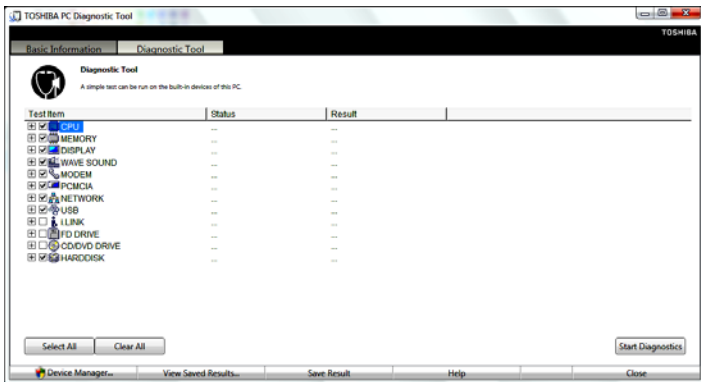 TOSHIBA PC Diagnostic Tool
TOSHIBA
Basic Information Diagnostic Tool
Diagnostic Tool
A simple test can be run on the built-in devices of this PC.
Test Item Status Result
CPU ... ...
MEMORY ... ...
DISPLAY ... ...
WAVE SOUND ... ...
MODEM ... ...
PCMCIA ... ...
NETWORK ... ...
USB ... ...
i.LINK ... ...
FD DRIVE ... ...
CD/DVD DRIVE ... ...
HARDDISK ... ...
Select All Clear All Start Diagnostics
Device Manager... View Saved Results... Save Result Help Close